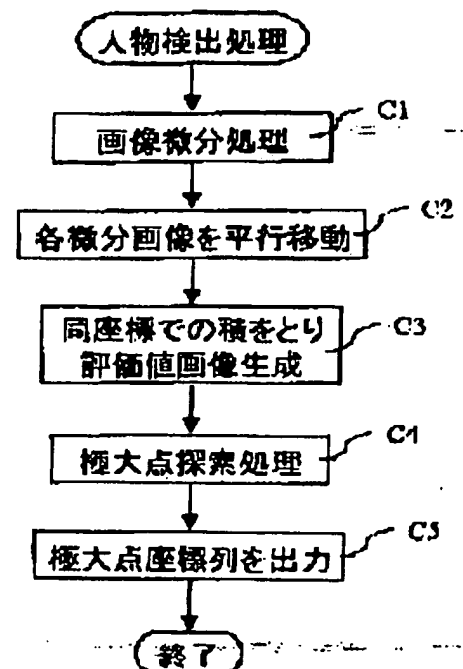 人物検出処理
C1
画像微分処理
C2
各微分画像を平行移動
C3
同座標での積をとり
評価値画像生成
C4
極大点探索処理
C5
極大点座標列を出力
終了